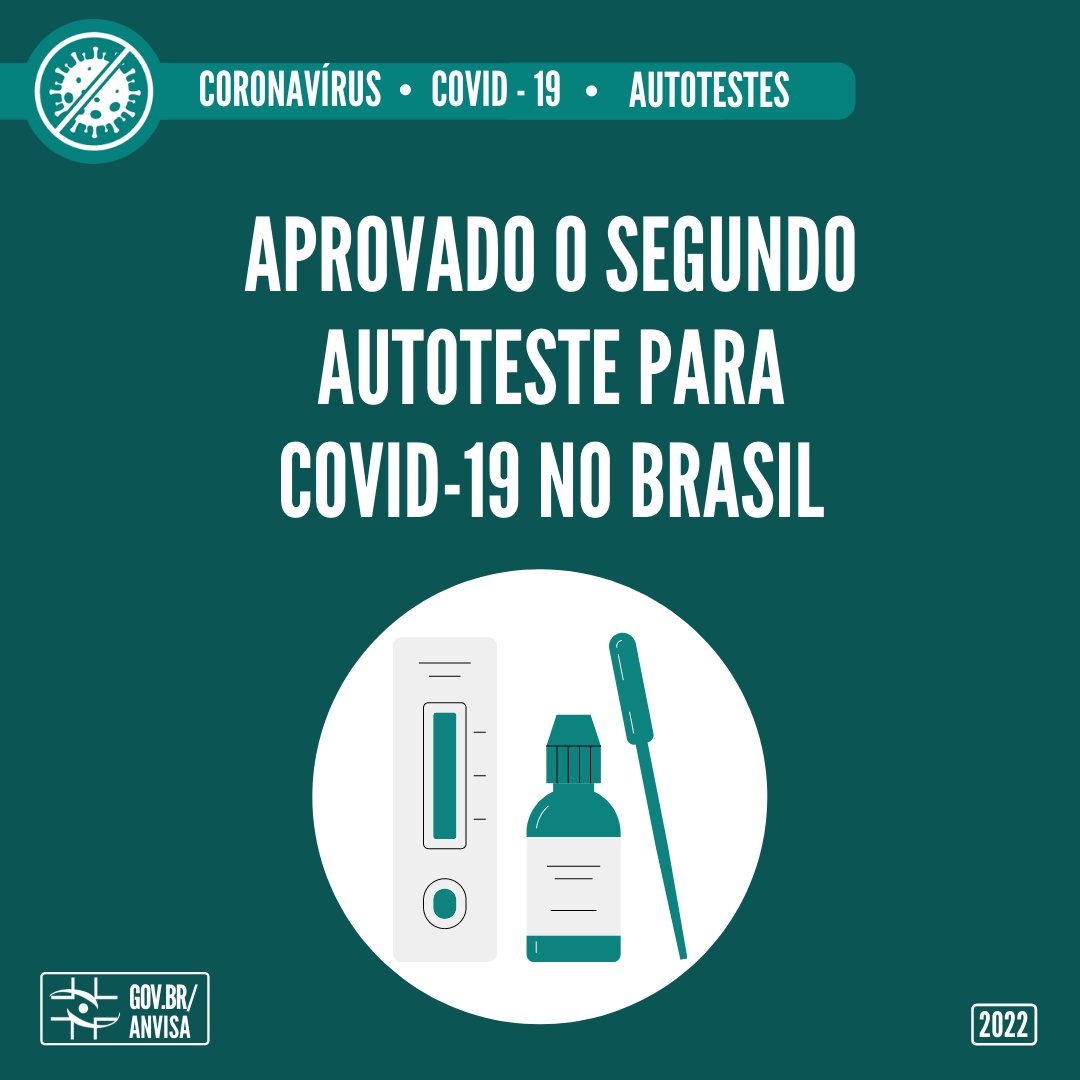 CORONAVÍRUS • COVID - 19 • AUTOTESTES
APROVADO O SEGUNDO
AUTOTESTE PARA
COVID-19 NO BRASIL
GOV.BR/
ANVISA
2022